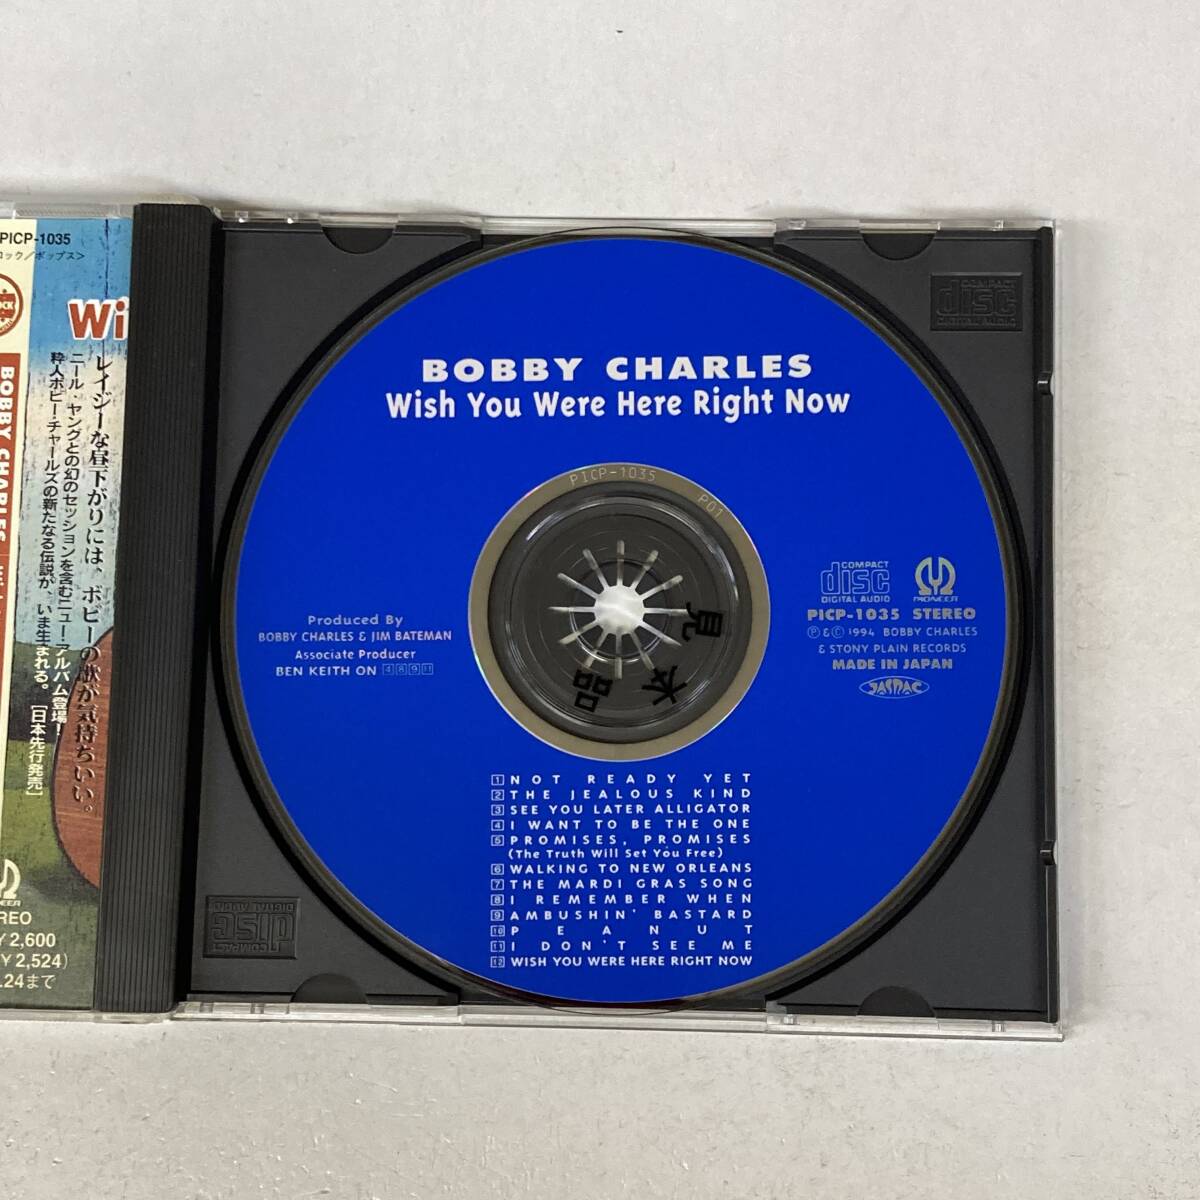 PICP-1035
ロック／ポップス＞
Wi
レイジーな昼下がりには、ボビーの歌が気持ちいい。
ニール・ヤングとの幻のセッションを含むニュー・アルバム登場！
粋人ボビー・チャールズの新たなる伝説が、いま生まれる。［日本先行発売］
BOBBY CHARLES
PIONEER
EREO
¥2,600
¥2,524)
.24まで
COMPACT
disc
DIGITAL AUDIO
BOBBY CHARLES
Wish You Were Here Right Now
PICP-1035 P01
見本品
Produced By
BOBBY CHARLES & JIM BATEMAN
Associate Producer
BEN KEITH ON 4 8 9 11
COMPACT
disc
DIGITAL AUDIO
PIONEER
PICP-1035 STEREO
Ⓟ&Ⓒ 1994 BOBBY CHARLES
& STONY PLAIN RECORDS
MADE IN JAPAN
JASRAC
1 NOT READY YET
2 THE JEALOUS KIND
3 SEE YOU LATER ALLIGATOR
4 I WANT TO BE THE ONE
5 PROMISES, PROMISES
(The Truth Will Set You Free)
6 WALKING TO NEW ORLEANS
7 THE MARDI GRAS SONG
8 I REMEMBER WHEN
9 AMBUSHIN' BASTARD
10 PEANUT
11 I DON'T SEE ME
12 WISH YOU WERE HERE RIGHT NOW
COMPACT
disc
DIGITAL AUDIO